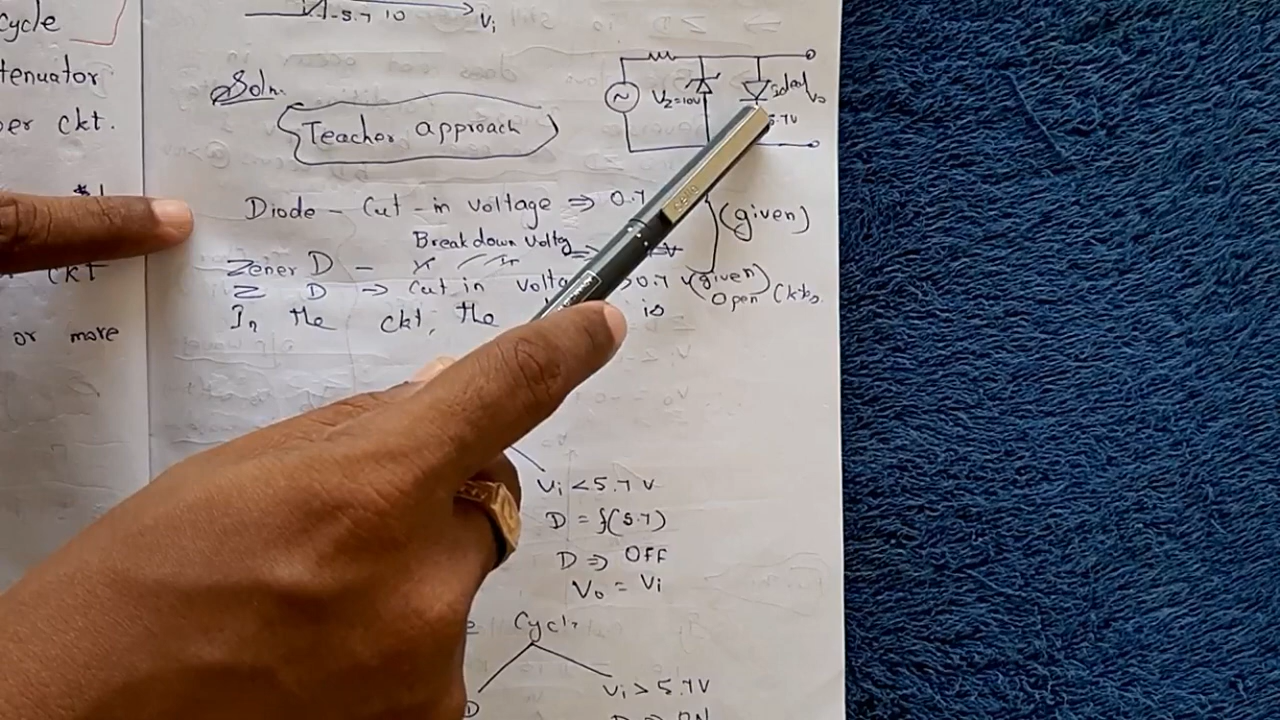 Cycle
tenuator
per ckt.
ckt
or more
-5.7 10
Vi
Soln.
Teacher approach
Vz=10V
Ideal
Vo
5.7V
Diode - Cut-in voltage ⇒ 0.7
Breakdown Voltg ⇒ V
(given)
Zener D -
Z D → Cut in volta 0.7 V (given)
Open Ckts.
In the ckt, the is
Vi < 5.7 V
D = f(5.7)
D ⇒ Off
Vo = Vi
Cycle
Vi > 5.7V
D ⇒ ON